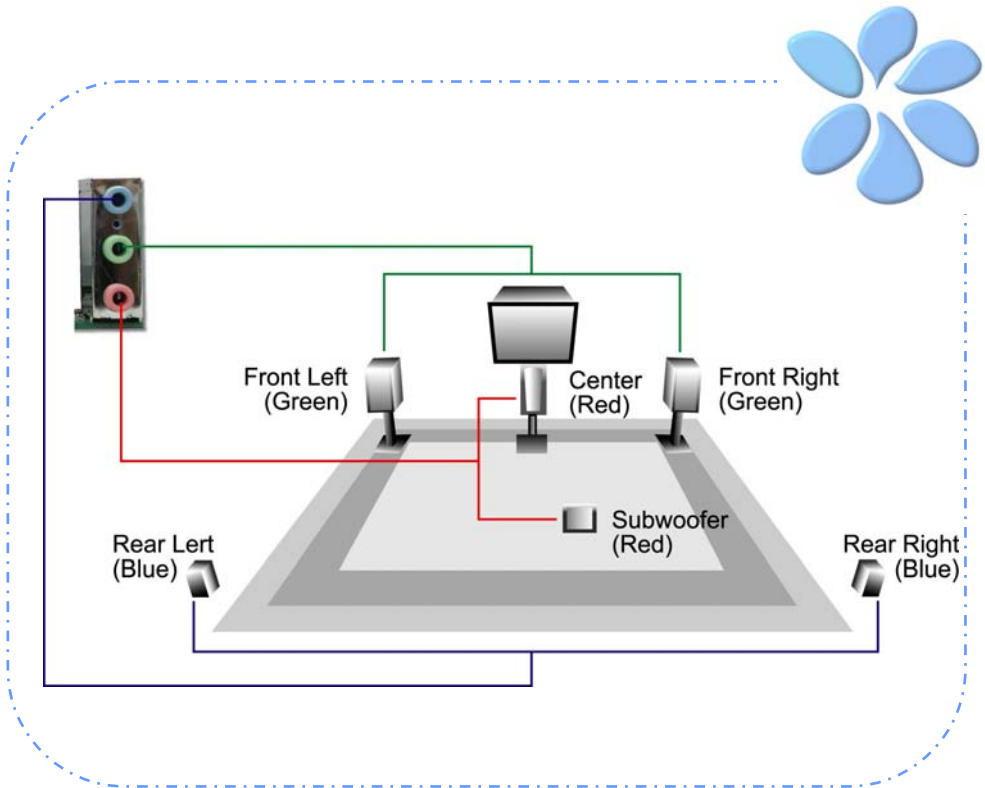 Front Left
(Green)
Center
(Red)
Front Right
(Green)
Subwoofer
(Red)
Rear Lert
(Blue)
Rear Right
(Blue)